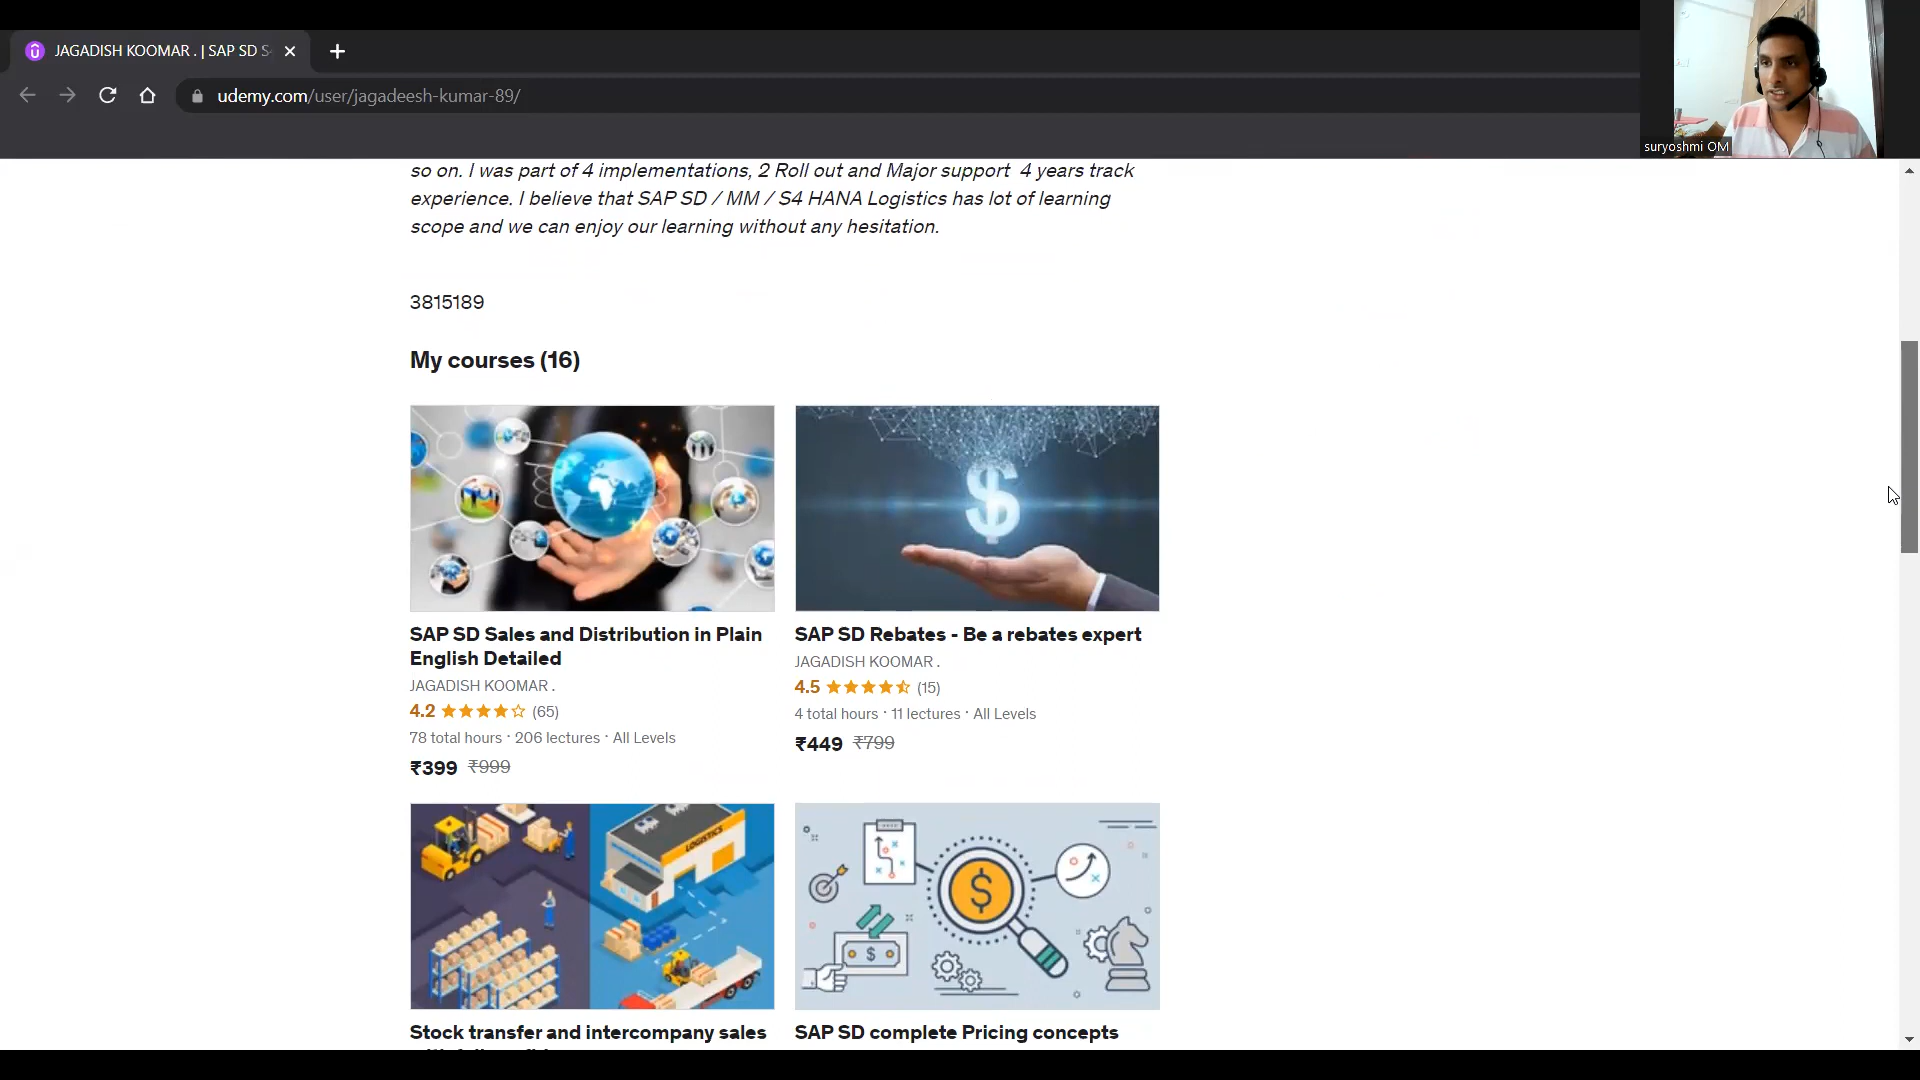 JAGADISH KOOMAR . | SAP SD S
udemy.com/user/jagadeesh-kumar-89/
suryoshmi OM
so on. I was part of 4 implementations, 2 Roll out and Major support 4 years track
experience. I believe that SAP SD / MM / S4 HANA Logistics has lot of learning
scope and we can enjoy our learning without any hesitation.
3815189
My courses (16)
SAP SD Sales and Distribution in Plain
English Detailed
JAGADISH KOOMAR .
4.2 (65)
78 total hours · 206 lectures · All Levels
₹399 ₹999
SAP SD Rebates - Be a rebates expert
JAGADISH KOOMAR .
4.5 (15)
4 total hours · 11 lectures · All Levels
₹449 ₹799
LOGISTICS
Stock transfer and intercompany sales
SAP SD complete Pricing concepts